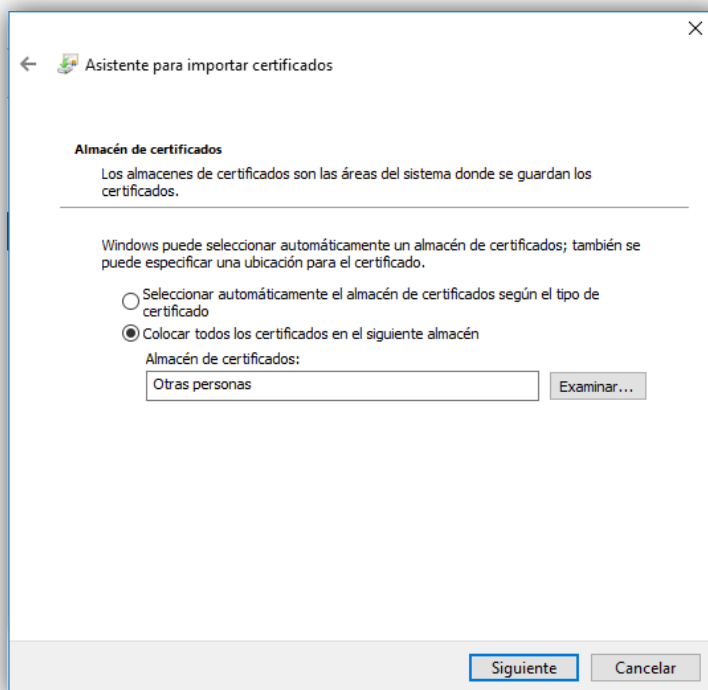 Asistente para importar certificados
Almacén de certificados
Los almacenes de certificados son las áreas del sistema donde se guardan los
certificados.
Windows puede seleccionar automáticamente un almacén de certificados; también se
puede especificar una ubicación para el certificado.
Seleccionar automáticamente el almacén de certificados según el tipo de
certificado
Colocar todos los certificados en el siguiente almacén
Almacén de certificados:
Otras personas
Examinar...
Siguiente
Cancelar